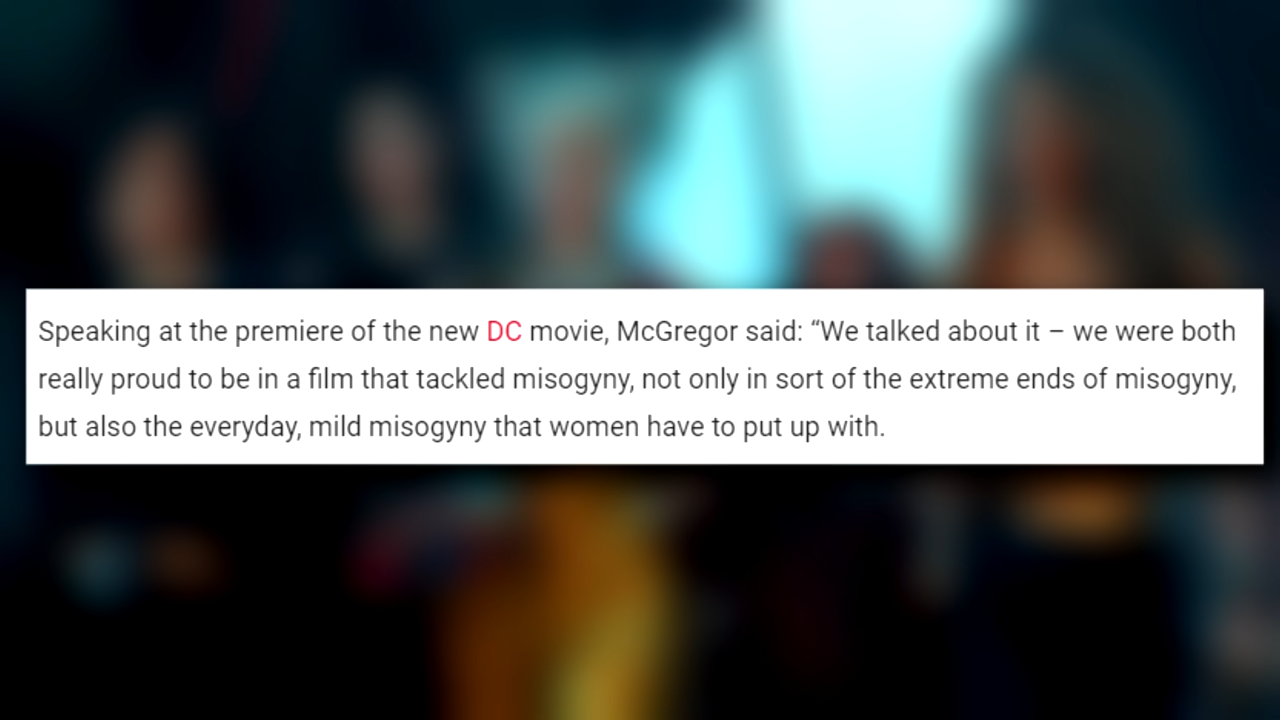 Speaking at the premiere of the new DC movie, McGregor said: “We talked about it – we were both
really proud to be in a film that tackled misogyny, not only in sort of the extreme ends of misogyny,
but also the everyday, mild misogyny that women have to put up with.